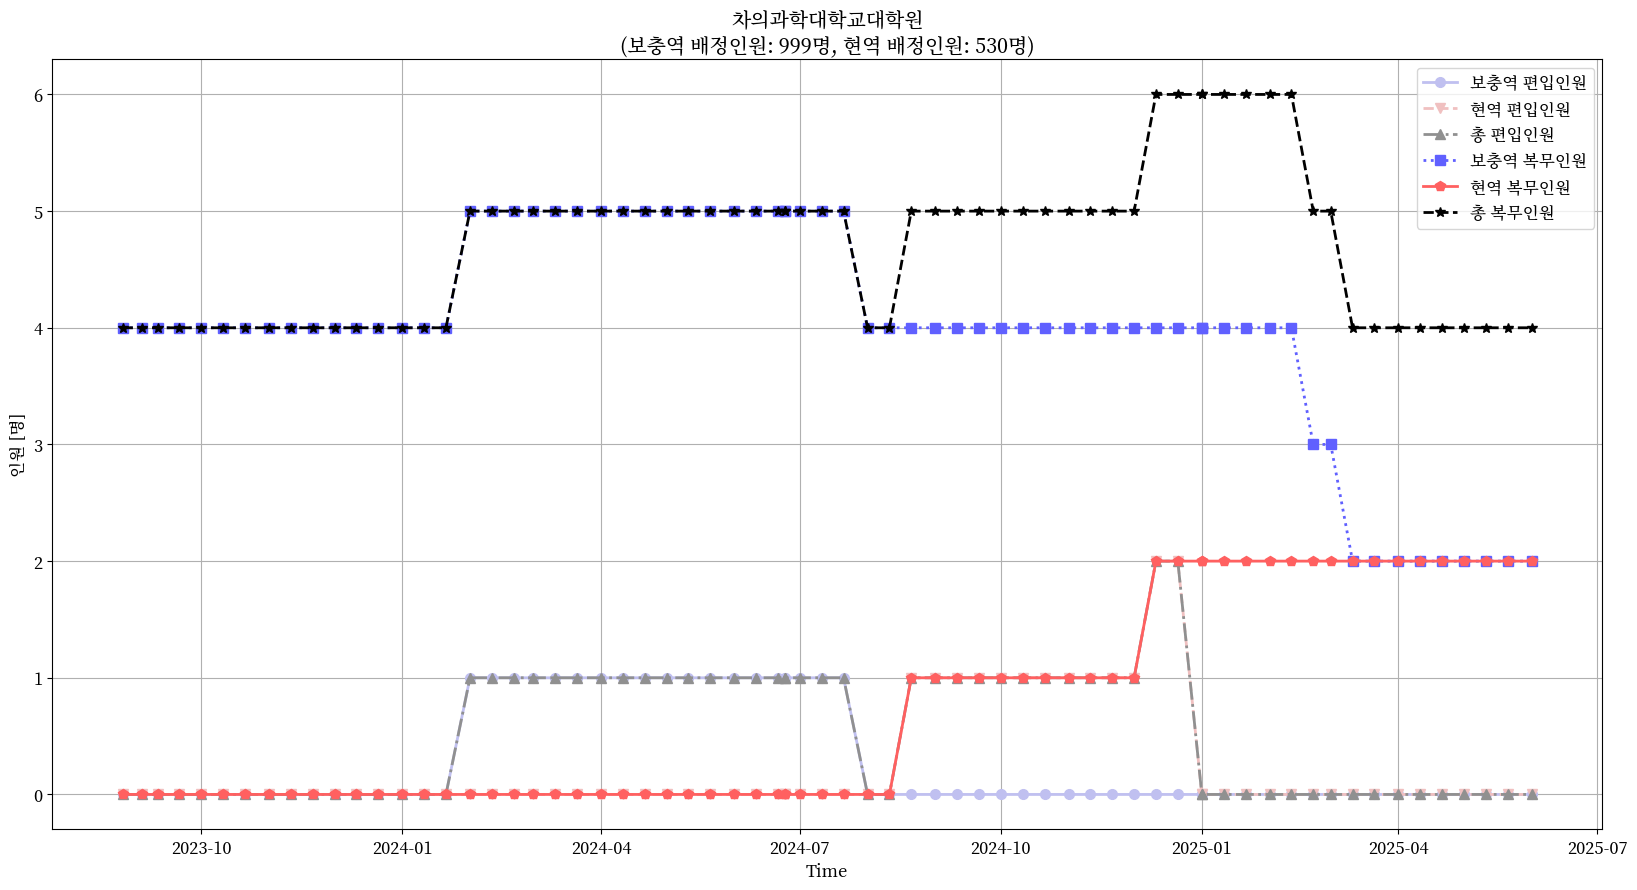 차의과학대학교대학원
(보충역 배정인원: 999명, 현역 배정인원: 530명)
인원 [명]
6
5
4
3
2
1
0
보충역 편입인원
현역 편입인원
총 편입인원
보충역 복무인원
현역 복무인원
총 복무인원
2023-10
2024-01
2024-04
2024-07
2024-10
2025-01
2025-04
2025-07
Time